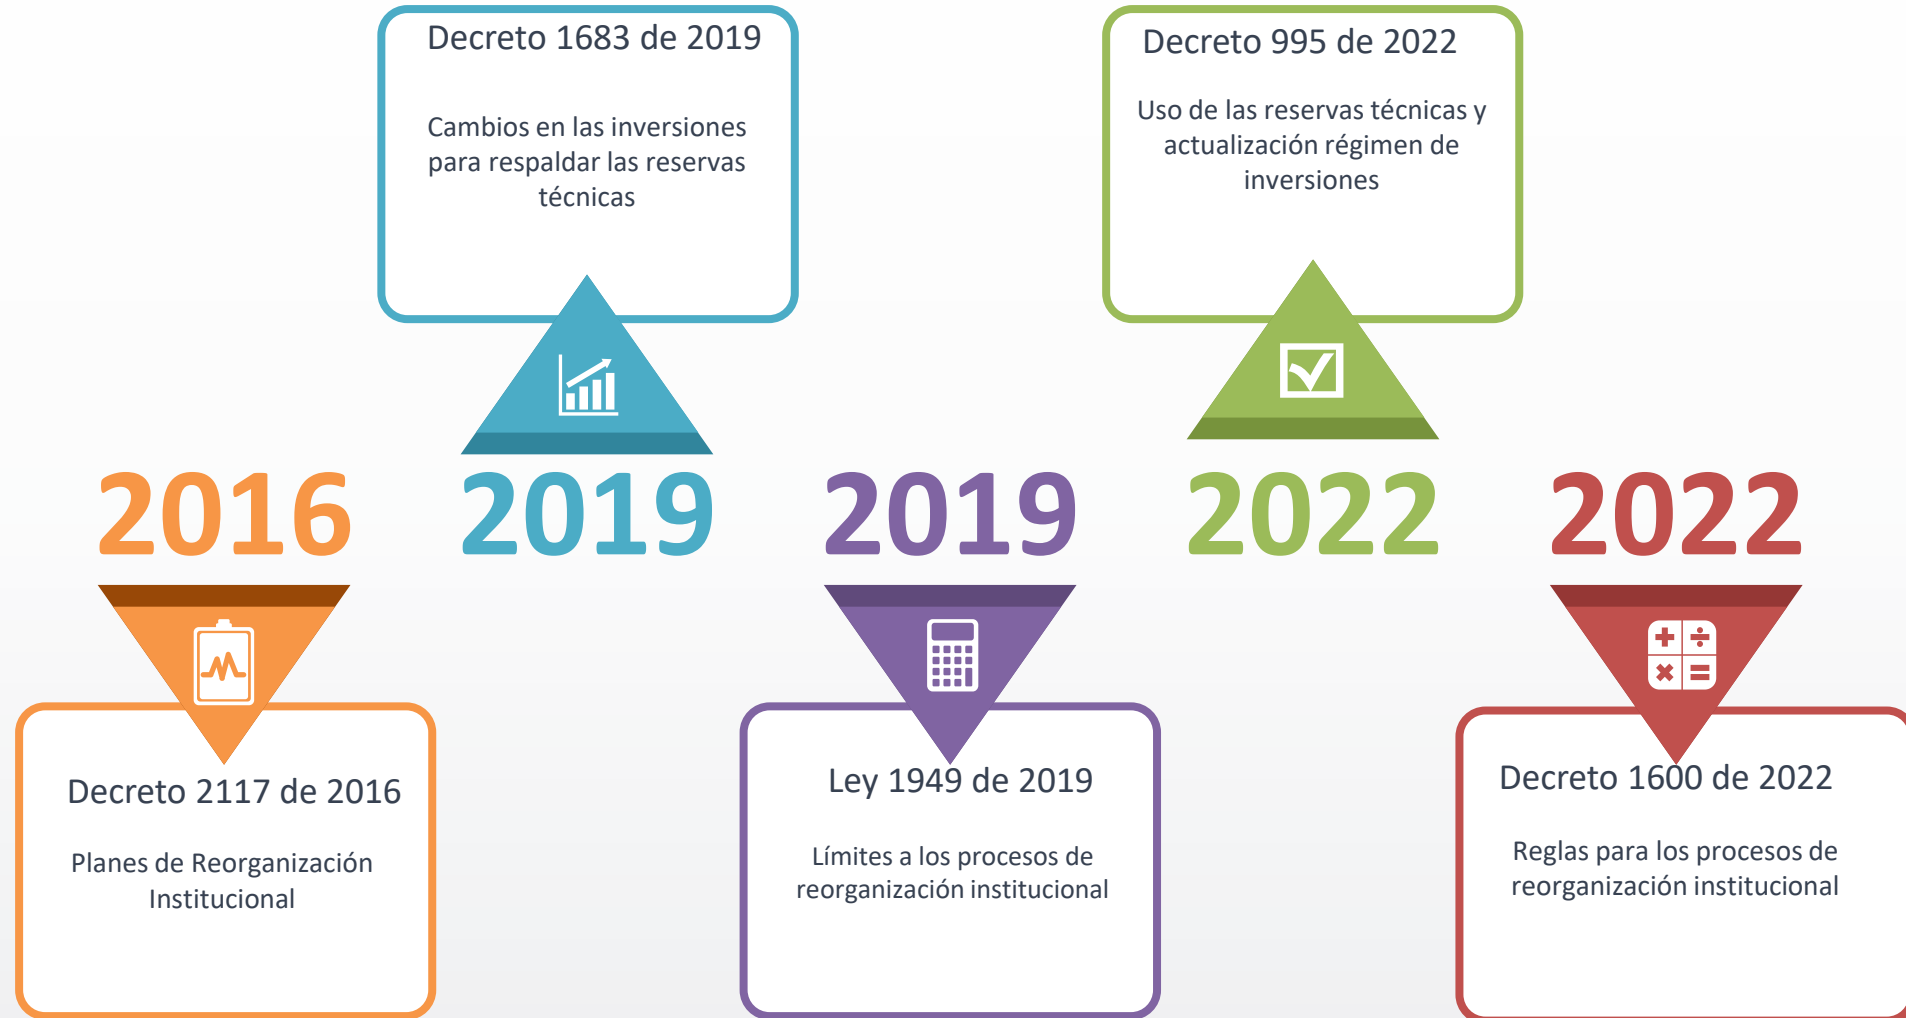 Decreto 1683 de 2019
Cambios en las inversiones
para respaldar las reservas
técnicas
Decreto 995 de 2022
Uso de las reservas técnicas y
actualización régimen de
inversiones
2016
2019
2019
2022
2022
Decreto 2117 de 2016
Planes de Reorganización
Institucional
Ley 1949 de 2019
Límites a los procesos de
reorganización institucional
Decreto 1600 de 2022
Reglas para los procesos de
reorganización institucional